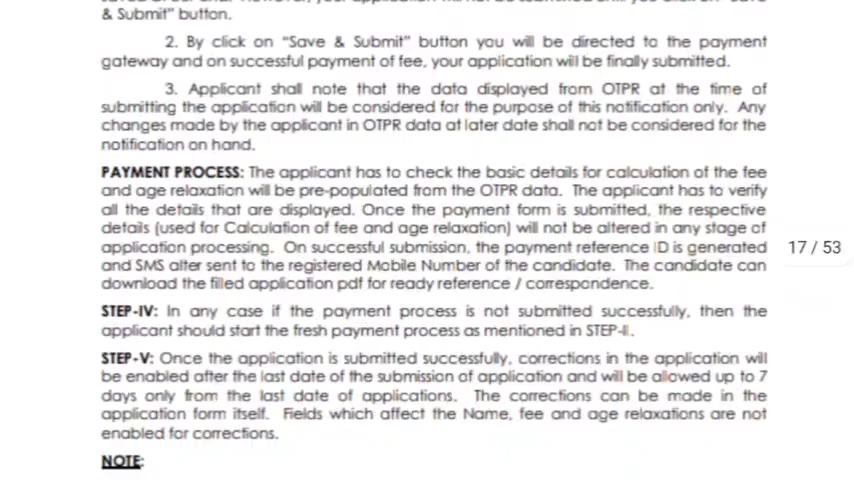 & Submit" button.
2. By click on "Save & Submit" button you will be directed to the payment
gateway and on successful payment of fee, your application will be finally submitted.
3. Applicant shall note that the data displayed from OTPR at the time of
submitting the application will be considered for the purpose of this notification only. Any
changes made by the applicant in OTPR data at later date shall not be considered for the
notification on hand.
PAYMENT PROCESS: The applicant has to check the basic details for calculation of the fee
and age relaxation will be pre-populated from the OTPR data. The applicant has to verify
all the details that are displayed. Once the payment form is submitted, the respective
details (used for Calculation of fee and age relaxation) will not be altered in any stage of
application processing. On successful submission, the payment reference ID is generated
and SMS alter sent to the registered Mobile Number of the candidate. The candidate can
download the filled application pdf for ready reference / correspondence.
STEP-IV: In any case if the payment process is not submitted successfully, then the
applicant should start the fresh payment process as mentioned in STEP-II.
STEP-V: Once the application is submitted successfully, corrections in the application will
be enabled after the last date of the submission of application and will be allowed up to 7
days only from the last date of applications. The corrections can be made in the
application form itself. Fields which affect the Name, fee and age relaxations are not
enabled for corrections.
NOTE:
17 / 53